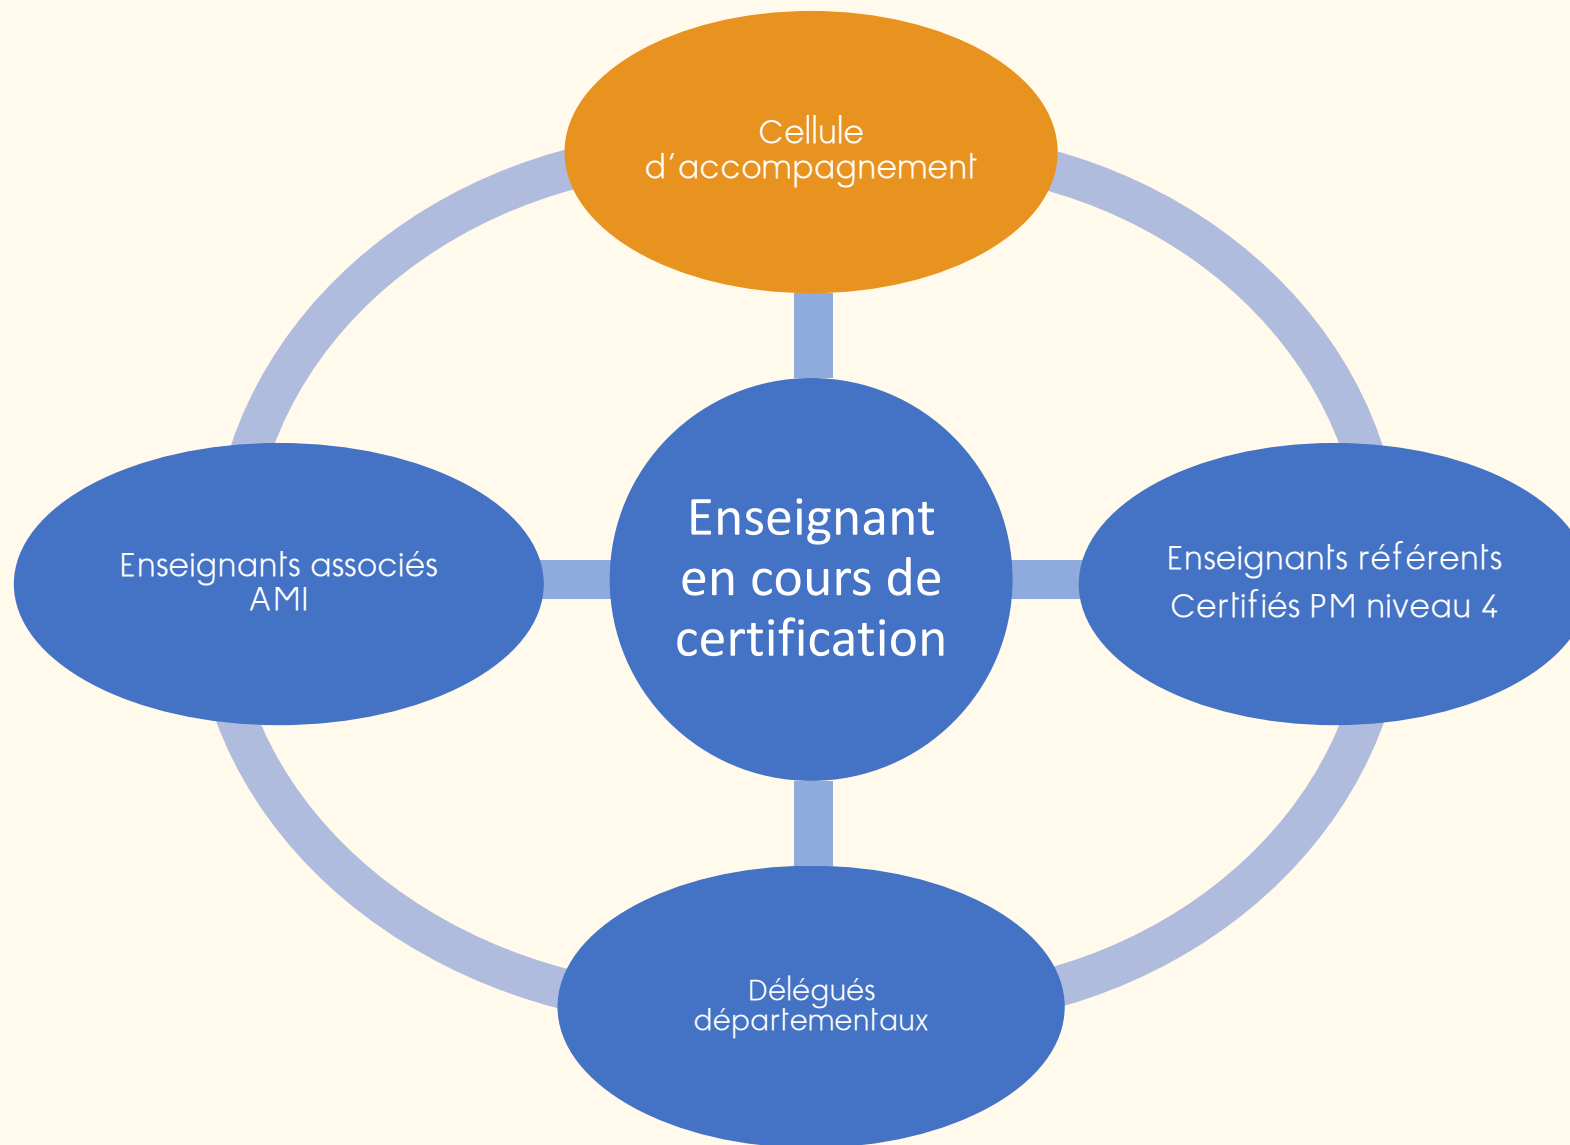 Cellule
d'accompagnement
Enseignants associés
AMI
Enseignant
en cours de
certification
Enseignants référents
Certifiés PM niveau 4
Délégués
départementaux